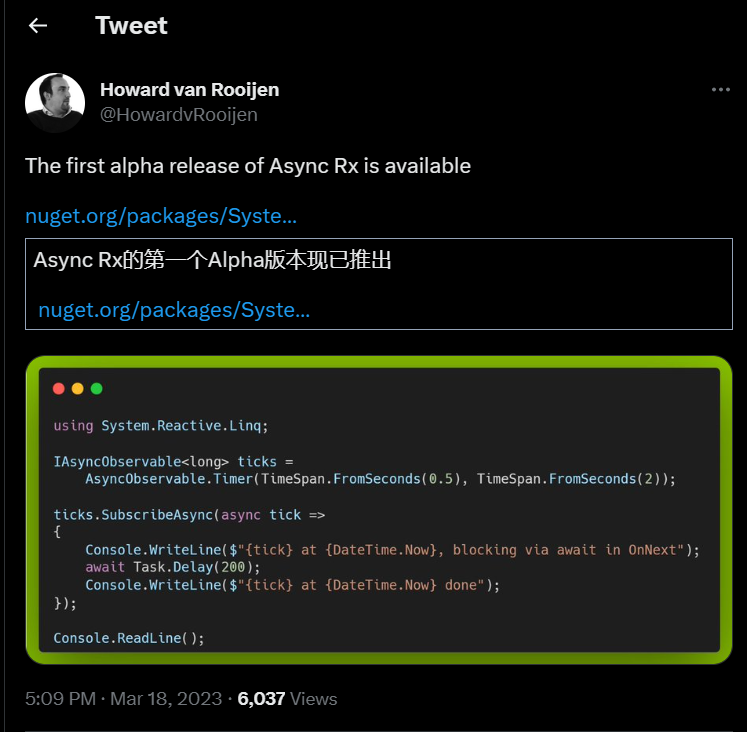 Tweet
Howard van Rooijen
@HowardvRooijen
The first alpha release of Async Rx is available
nuget.org/packages/Syste...
Async Rx的第一个Alpha版本现已推出
nuget.org/packages/Syste...
using System.Reactive.Linq;
IAsyncObservable<long> ticks =
    AsyncObservable.Timer(TimeSpan.FromSeconds(0.5), TimeSpan.FromSeconds(2));
ticks.SubscribeAsync(async tick =>
{
    Console.WriteLine($"{tick} at {DateTime.Now}, blocking via await in OnNext");
    await Task.Delay(200);
    Console.WriteLine($"{tick} at {DateTime.Now} done");
});
Console.ReadLine();
5:09 PM · Mar 18, 2023 · 6,037 Views